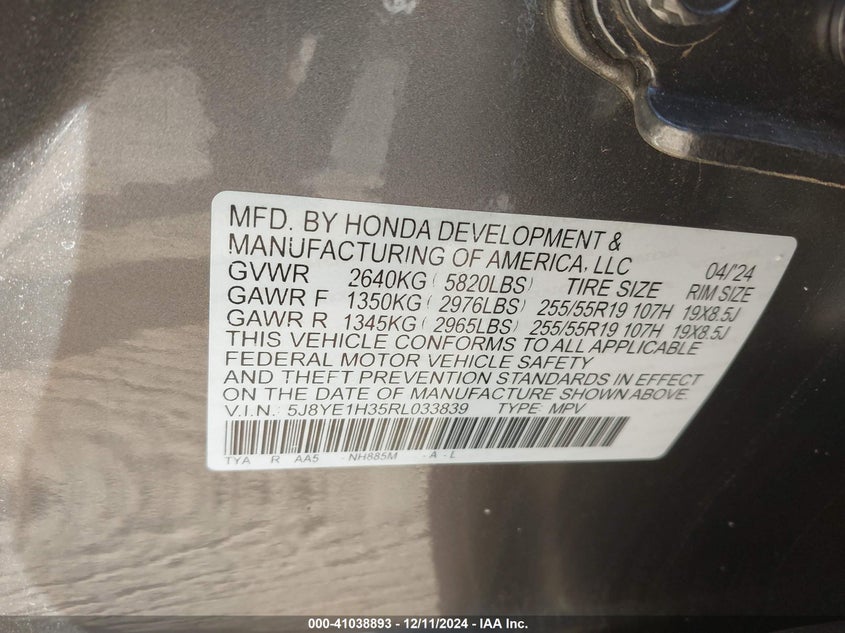 MFD. BY HONDA DEVELOPMENT &
MANUFACTURING OF AMERICA, LLC 04/'24
GVWR 2640KG (5820LBS) TIRE SIZE RIM SIZE
GAWR F 1350KG (2976LBS) 255/55R19 107H 19X8.5J
GAWR R 1345KG (2965LBS) 255/55R19 107H 19X8.5J
THIS VEHICLE CONFORMS TO ALL APPLICABLE
FEDERAL MOTOR VEHICLE SAFETY
AND THEFT PREVENTION STANDARDS IN EFFECT
ON THE DATE OF MANUFACTURE SHOWN ABOVE.
V.I.N.: 5J8YE1H35RL033839 TYPE: MPV
TYA R AA5 - NH885M - A - L
000-41038893 - 12/11/2024 - IAA Inc.